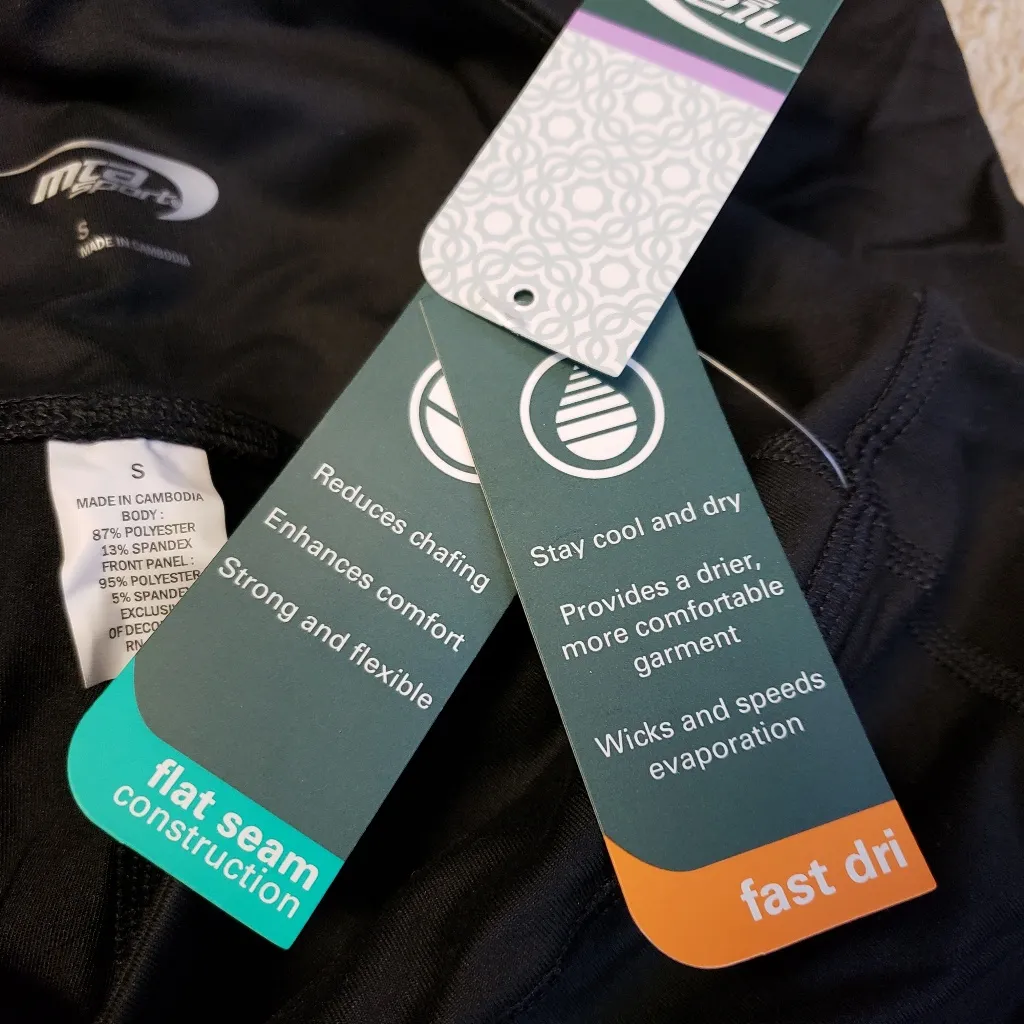 mta
sport
S
MADE IN CAMBODIA
S
MADE IN CAMBODIA
BODY :
87% POLYESTER
13% SPANDEX
FRONT PANEL :
95% POLYESTER
5% SPANDEX
Reduces chafing
Enhances comfort
Strong and flexible
flat seam
construction
Stay cool and dry
Provides a drier,
more comfortable
garment
Wicks and speeds
evaporation
fast dri